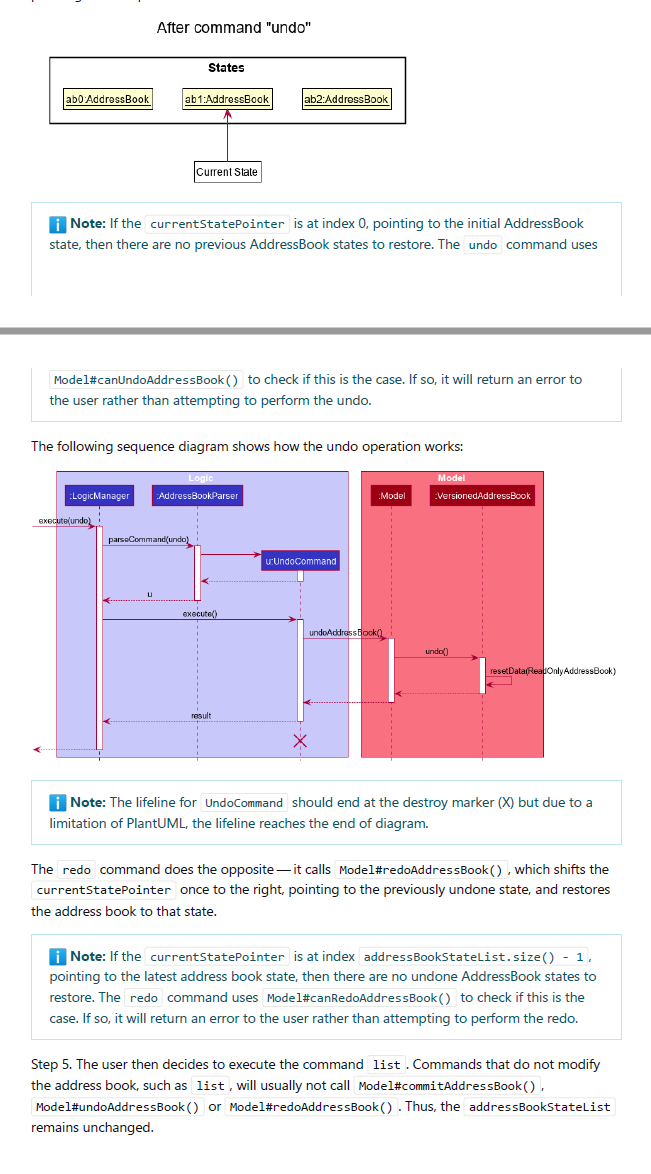 After command "undo"
States
ab0:AddressBook ab1:AddressBook ab2:AddressBook
Current State
Note: If the currentStatePointer is at index 0, pointing to the initial AddressBook
state, then there are no previous AddressBook states to restore. The undo command uses
Model#canUndoAddressBook() to check if this is the case. If so, it will return an error to
the user rather than attempting to perform the undo.
The following sequence diagram shows how the undo operation works:
Logic Model
:LogicManager :AddressBookParser :Model :VersionedAddressBook
execute(undo)
parseCommand(undo)
u:UndoCommand
u
execute()
undoAddressBook()
undo()
resetData(ReadOnlyAddressBook)
result
Note: The lifeline for UndoCommand should end at the destroy marker (X) but due to a
limitation of PlantUML, the lifeline reaches the end of diagram.
The redo command does the opposite — it calls Model#redoAddressBook(), which shifts the
currentStatePointer once to the right, pointing to the previously undone state, and restores
the address book to that state.
Note: If the currentStatePointer is at index addressBookStateList.size() - 1,
pointing to the latest address book state, then there are no undone AddressBook states to
restore. The redo command uses Model#canRedoAddressBook() to check if this is the
case. If so, it will return an error to the user rather than attempting to perform the redo.
Step 5. The user then decides to execute the command list. Commands that do not modify
the address book, such as list, will usually not call Model#commitAddressBook(),
Model#undoAddressBook() or Model#redoAddressBook(). Thus, the addressBookStateList
remains unchanged.